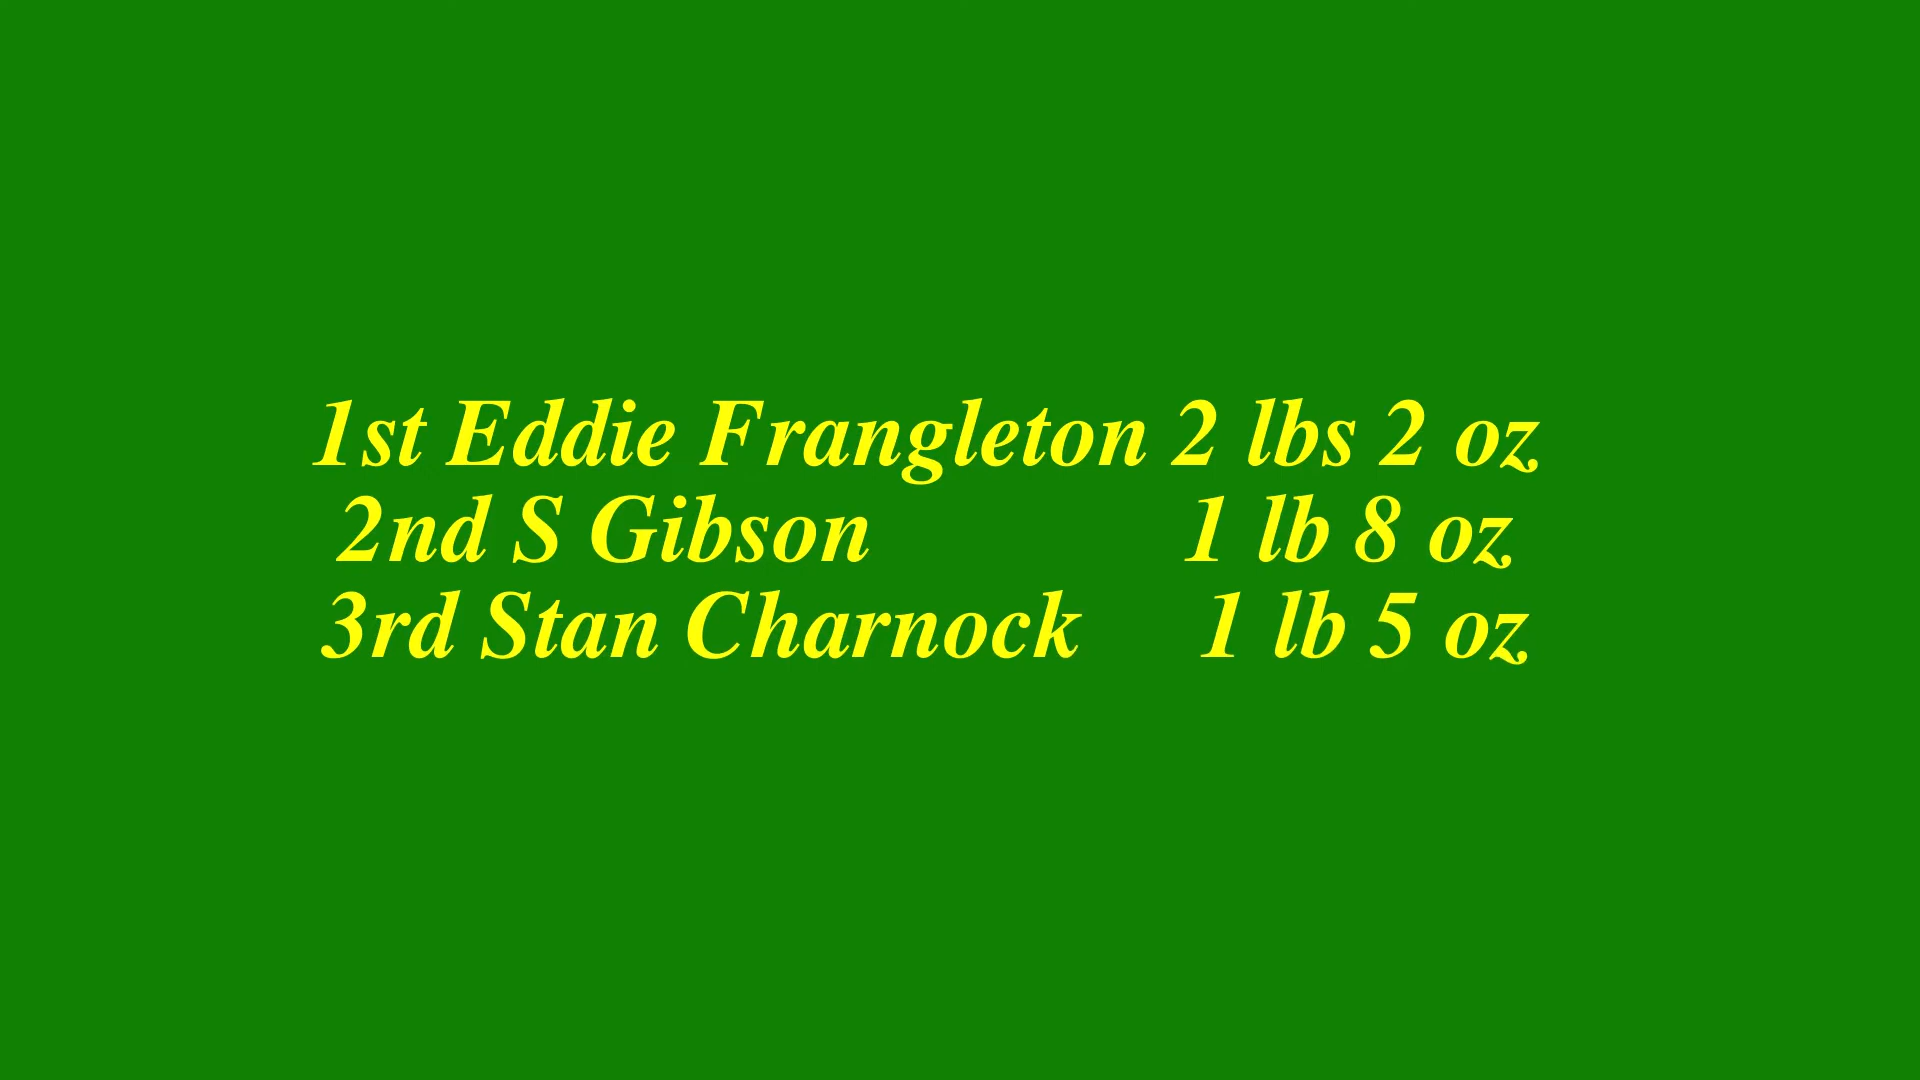 1st Eddie Frangleton 2 lbs 2 oz
2nd S Gibson 1 lb 8 oz
3rd Stan Charnock 1 lb 5 oz